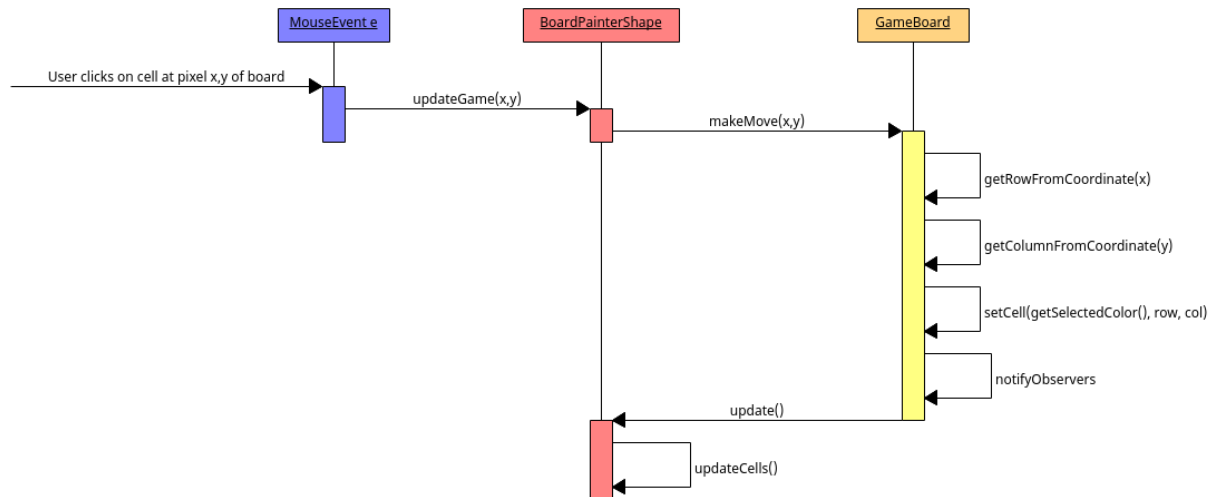 MouseEvent e
BoardPainterShape
GameBoard
User clicks on cell at pixel x,y of board
updateGame(x,y)
makeMove(x,y)
getRowFromCoordinate(x)
getColumnFromCoordinate(y)
setCell(getSelectedColor(), row, col)
notifyObservers
update()
updateCells()